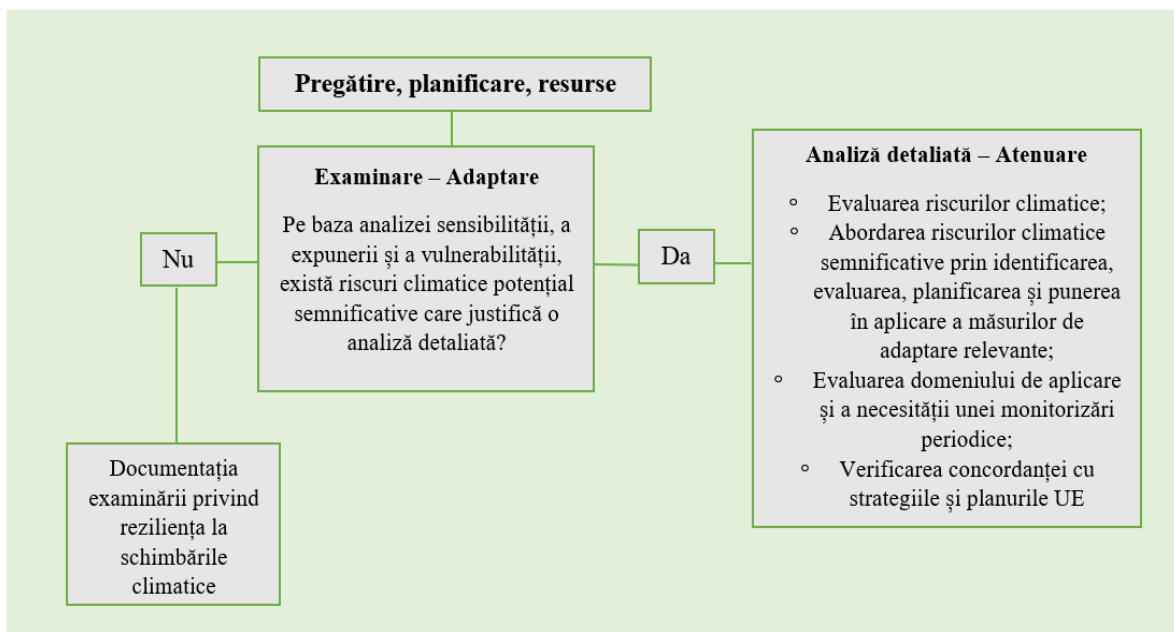 Pregătire, planificare, resurse
Examinare – Adaptare
Pe baza analizei sensibilității, a
expunerii și a vulnerabilității,
există riscuri climatice potențial
semnificative care justifică o
analiză detaliată?
Nu
Documentația
examinării privind
reziliența la
schimbările
climatice
Da
Analiză detaliată – Atenuare
Evaluarea riscurilor climatice;
Abordarea riscurilor climatice
semnificative prin identificarea,
evaluarea, planificarea și punerea
în aplicare a măsurilor de
adaptare relevante;
Evaluarea domeniului de aplicare
și a necesității unei monitorizări
periodice;
Verificarea concordanței cu
strategiile și planurile UE